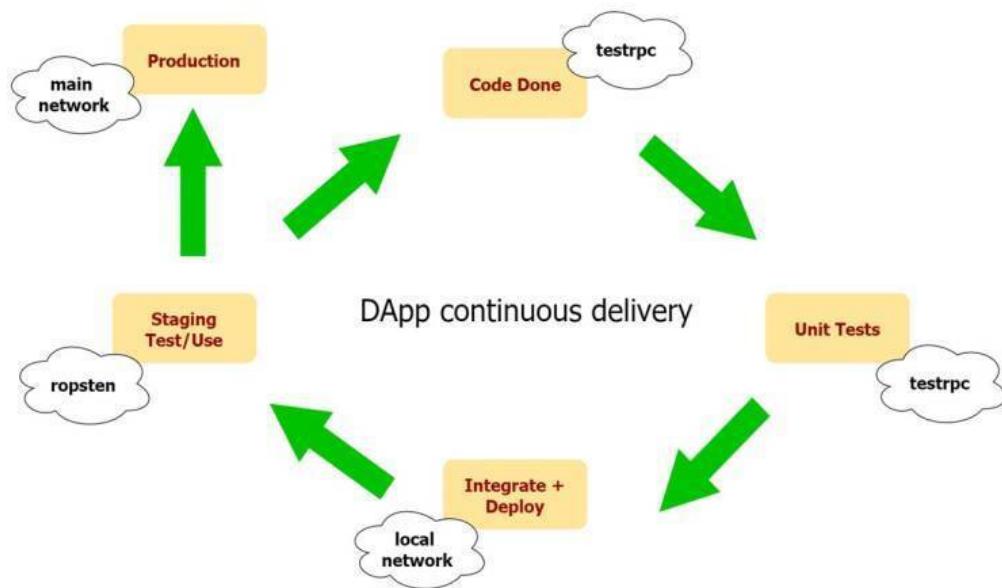 Production
main
network
Code Done
testrpc
Staging
Test/Use
ropsten
DApp continuous delivery
Unit Tests
testrpc
Integrate +
Deploy
local
network